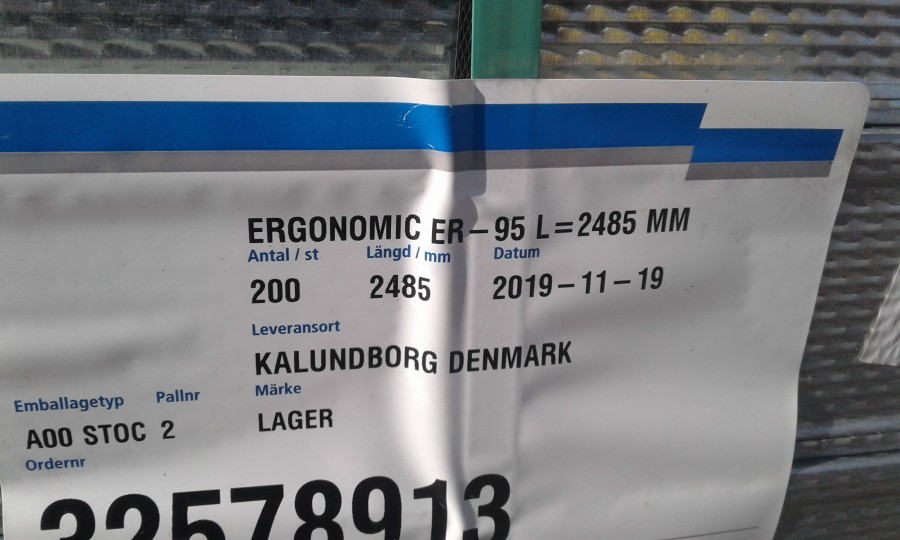 ERGONOMIC ER-95 L=2485 MM
Antal / st Längd / mm Datum
200 2485 2019-11-19
Leveransort
KALUNDBORG DENMARK
Emballagetyp Pallnr Märke
A00 STOC 2 LAGER
Ordernr
32578913